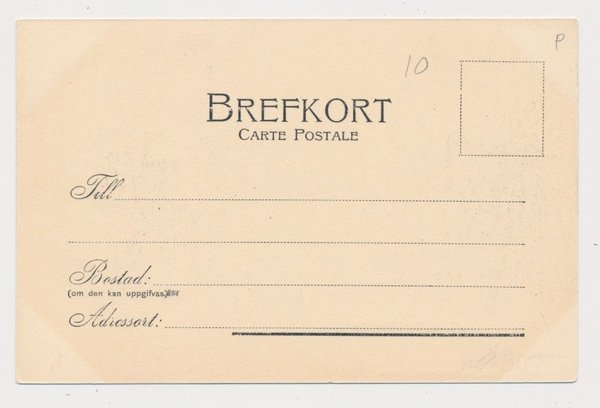 P
10
BREFKORT
CARTE POSTALE
Till
Bostad:
(om den kan uppgifvas)
Adressort: